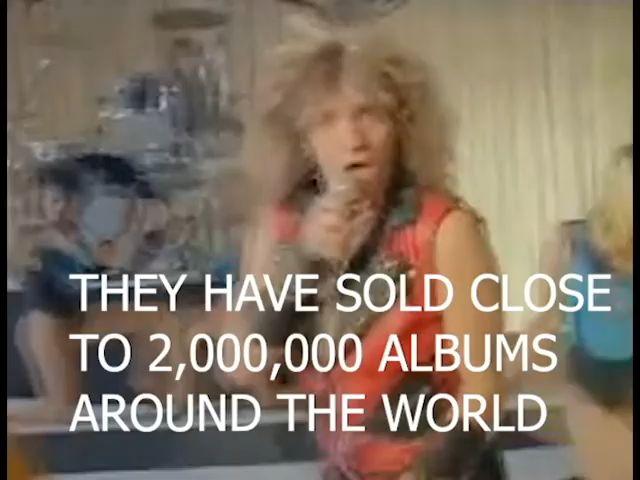 THEY HAVE SOLD CLOSE
TO 2,000,000 ALBUMS
AROUND THE WORLD